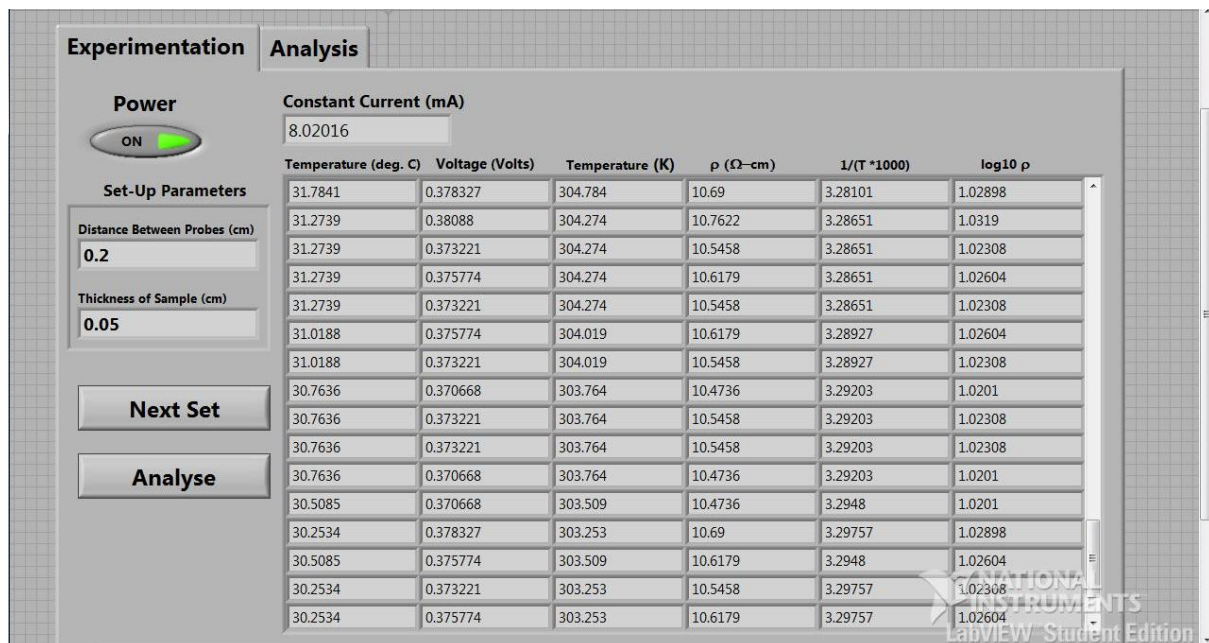 Experimentation Analysis
Power
ON
Set-Up Parameters
Distance Between Probes (cm)
0.2
Thickness of Sample (cm)
0.05
Next Set
Analyse
Constant Current (mA)
8.02016
Temperature (deg. C) Voltage (Volts) Temperature (K) ρ (Ω-cm) 1/(T *1000) log10 ρ
31.7841 0.378327 304.784 10.69 3.28101 1.02898
31.2739 0.38088 304.274 10.7622 3.28651 1.0319
31.2739 0.373221 304.274 10.5458 3.28651 1.02308
31.2739 0.375774 304.274 10.6179 3.28651 1.02604
31.2739 0.373221 304.274 10.5458 3.28651 1.02308
31.0188 0.375774 304.019 10.6179 3.28927 1.02604
31.0188 0.373221 304.019 10.5458 3.28927 1.02308
30.7636 0.370668 303.764 10.4736 3.29203 1.0201
30.7636 0.373221 303.764 10.5458 3.29203 1.02308
30.7636 0.373221 303.764 10.5458 3.29203 1.02308
30.7636 0.370668 303.764 10.4736 3.29203 1.0201
30.5085 0.370668 303.509 10.4736 3.2948 1.0201
30.2534 0.378327 303.253 10.69 3.29757 1.02898
30.5085 0.375774 303.509 10.6179 3.2948 1.02604
30.2534 0.373221 303.253 10.5458 3.29757 1.02308
30.2534 0.375774 303.253 10.6179 3.29757 1.02604
NATIONAL
INSTRUMENTS
LabVIEW Student Edition